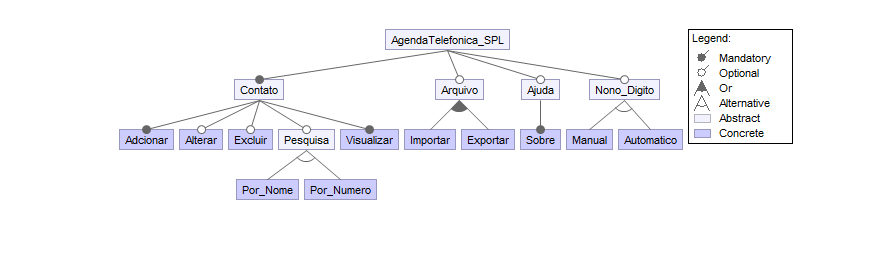 AgendaTelefonica_SPL
Legend:
Mandatory
Optional
Or
Alternative
Abstract
Concrete
Contato
Arquivo
Ajuda
Nono_Digito
Adcionar
Alterar
Excluir
Pesquisa
Visualizar
Importar
Exportar
Sobre
Manual
Automatico
Por_Nome
Por_Numero